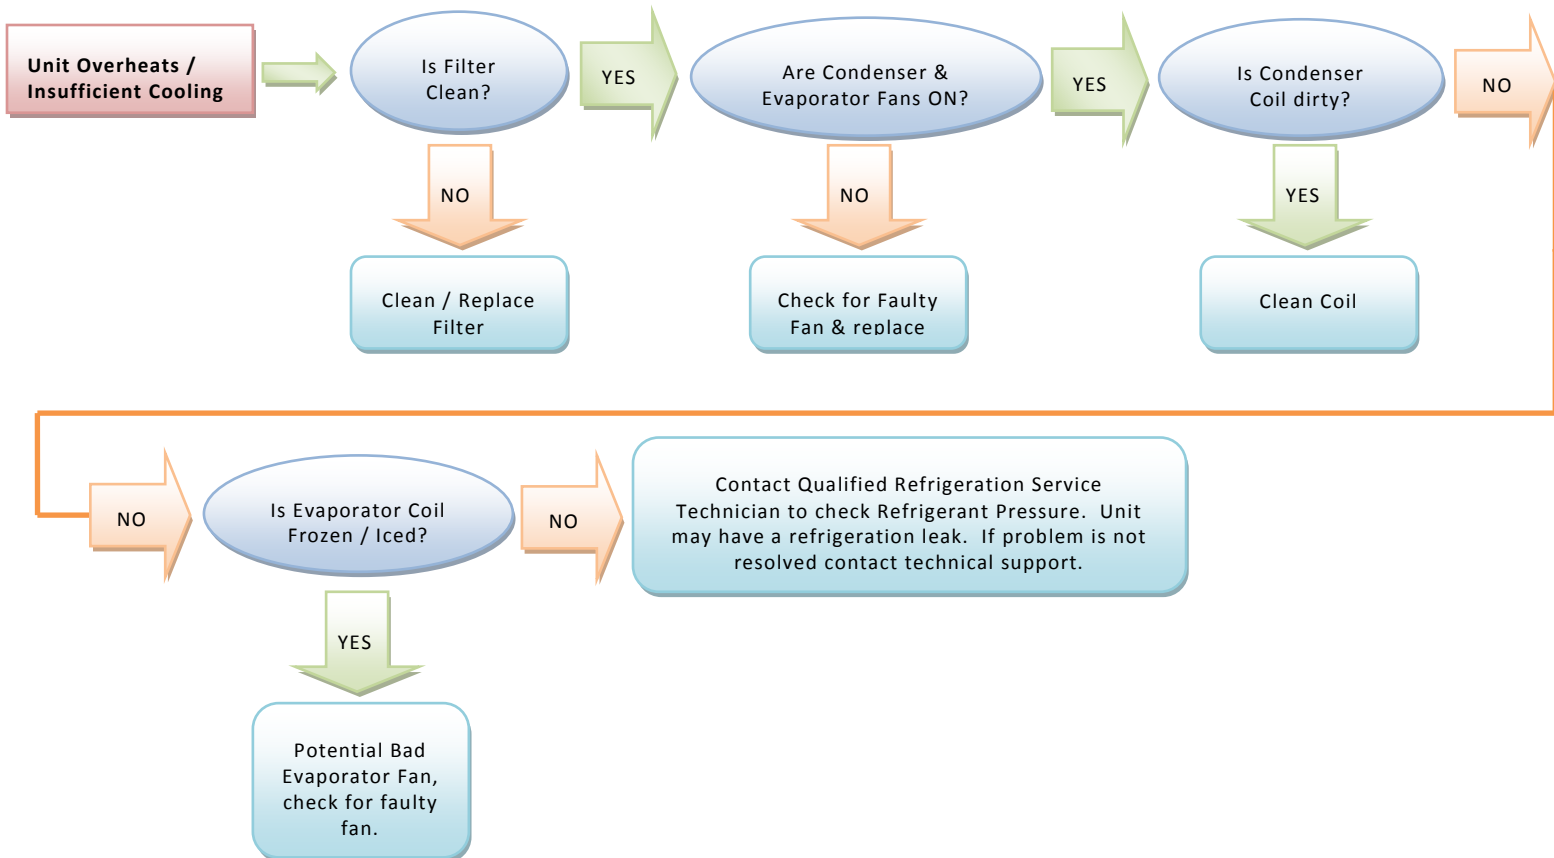 Unit Overheats /
Insufficient Cooling
Is Filter
Clean?
YES
Are Condenser &
Evaporator Fans ON?
YES
Is Condenser
Coil dirty?
NO
NO
NO
YES
Clean / Replace
Filter
Check for Faulty
Fan & replace
Clean Coil
NO
Is Evaporator Coil
Frozen / Iced?
NO
Contact Qualified Refrigeration Service
Technician to check Refrigerant Pressure.  Unit
may have a refrigeration leak.  If problem is not
resolved contact technical support.
YES
Potential Bad
Evaporator Fan,
check for faulty
fan.